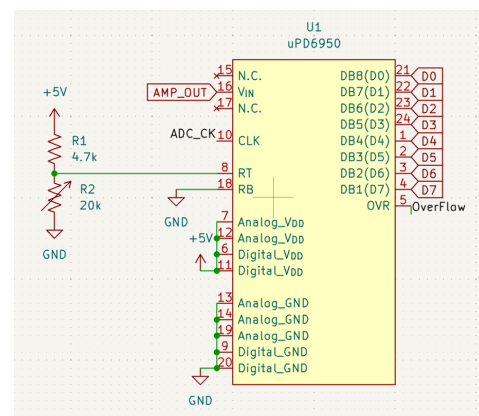 U1
uPD6950
15 N.C. DB8(D0) 21 D0
AMP_OUT 16 VIN DB7(D1) 22 D1
17 N.C. DB6(D2) 23 D2
DB5(D3) 24 D3
ADC_CK 10 CLK DB4(D4) 1 D4
DB3(D5) 2 D5
8 RT DB2(D6) 3 D6
18 RB DB1(D7) 4 D7
OVR 5 OverFlow
+5V
R1
4.7k
R2
20k
GND
GND
7 Analog_VDD
+5V 12 Analog_VDD
6 Digital_VDD
11 Digital_VDD
13 Analog_GND
14 Analog_GND
19 Analog_GND
9 Digital_GND
20 Digital_GND
GND